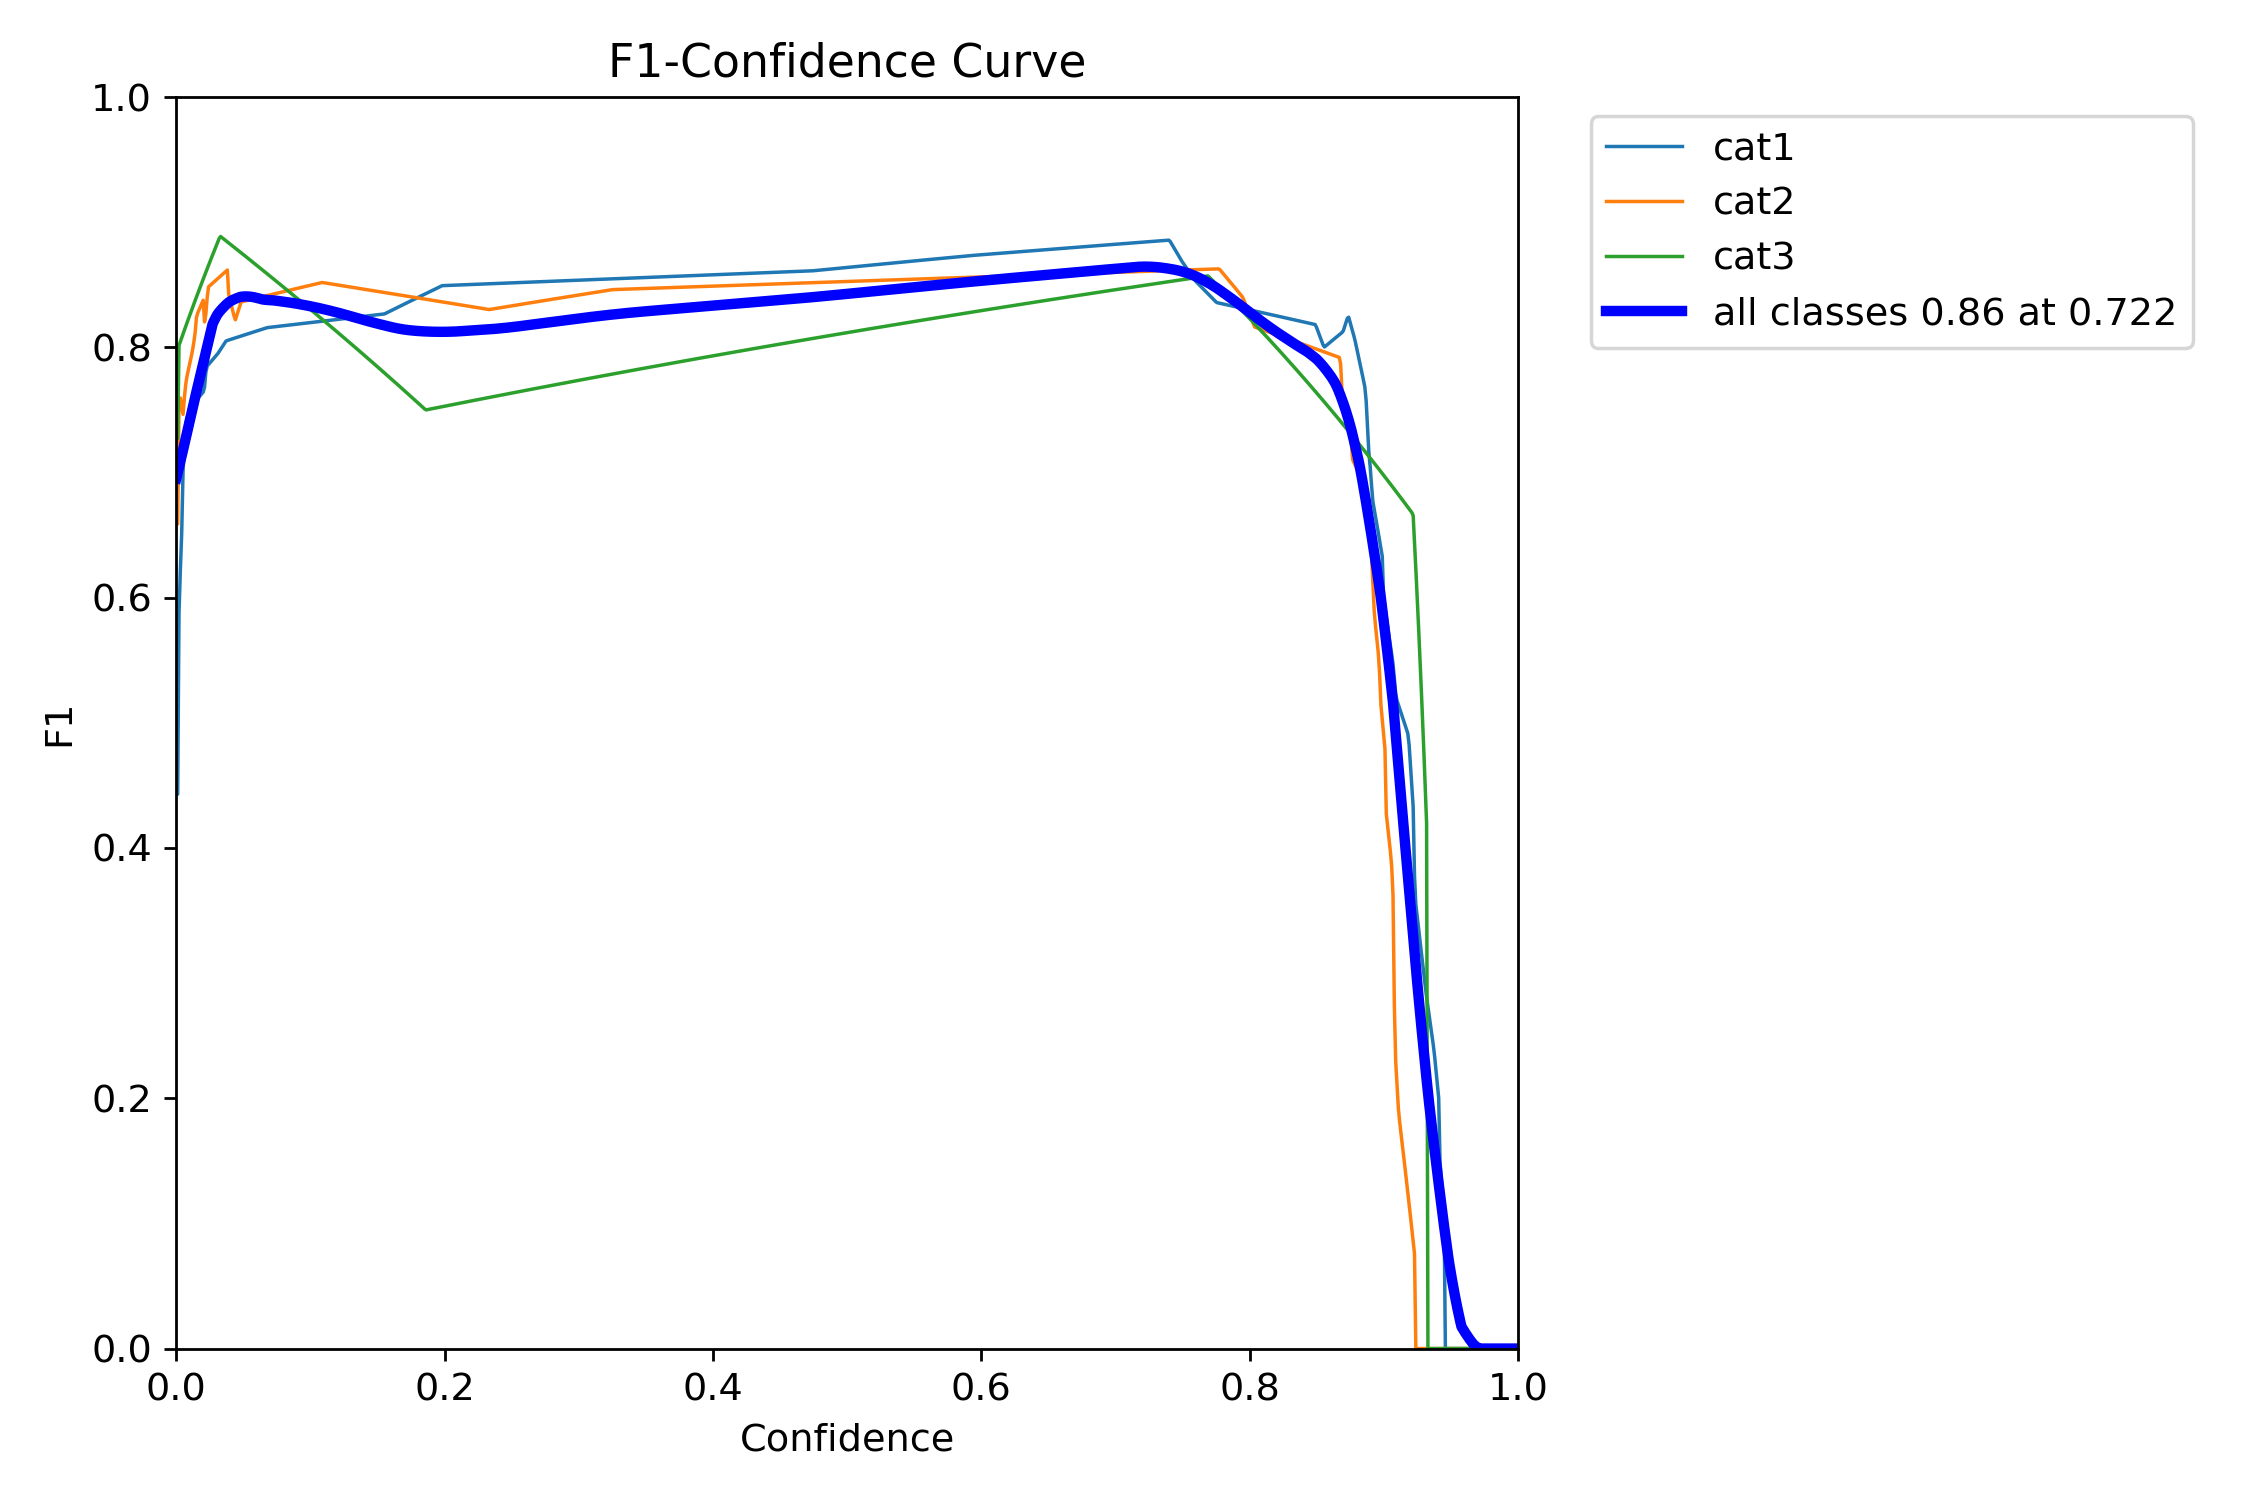 F1-Confidence Curve
1.0
0.8
0.6
0.4
0.2
0.0
F1
0.0 0.2 0.4 0.6 0.8 1.0
Confidence
cat1
cat2
cat3
all classes 0.86 at 0.722